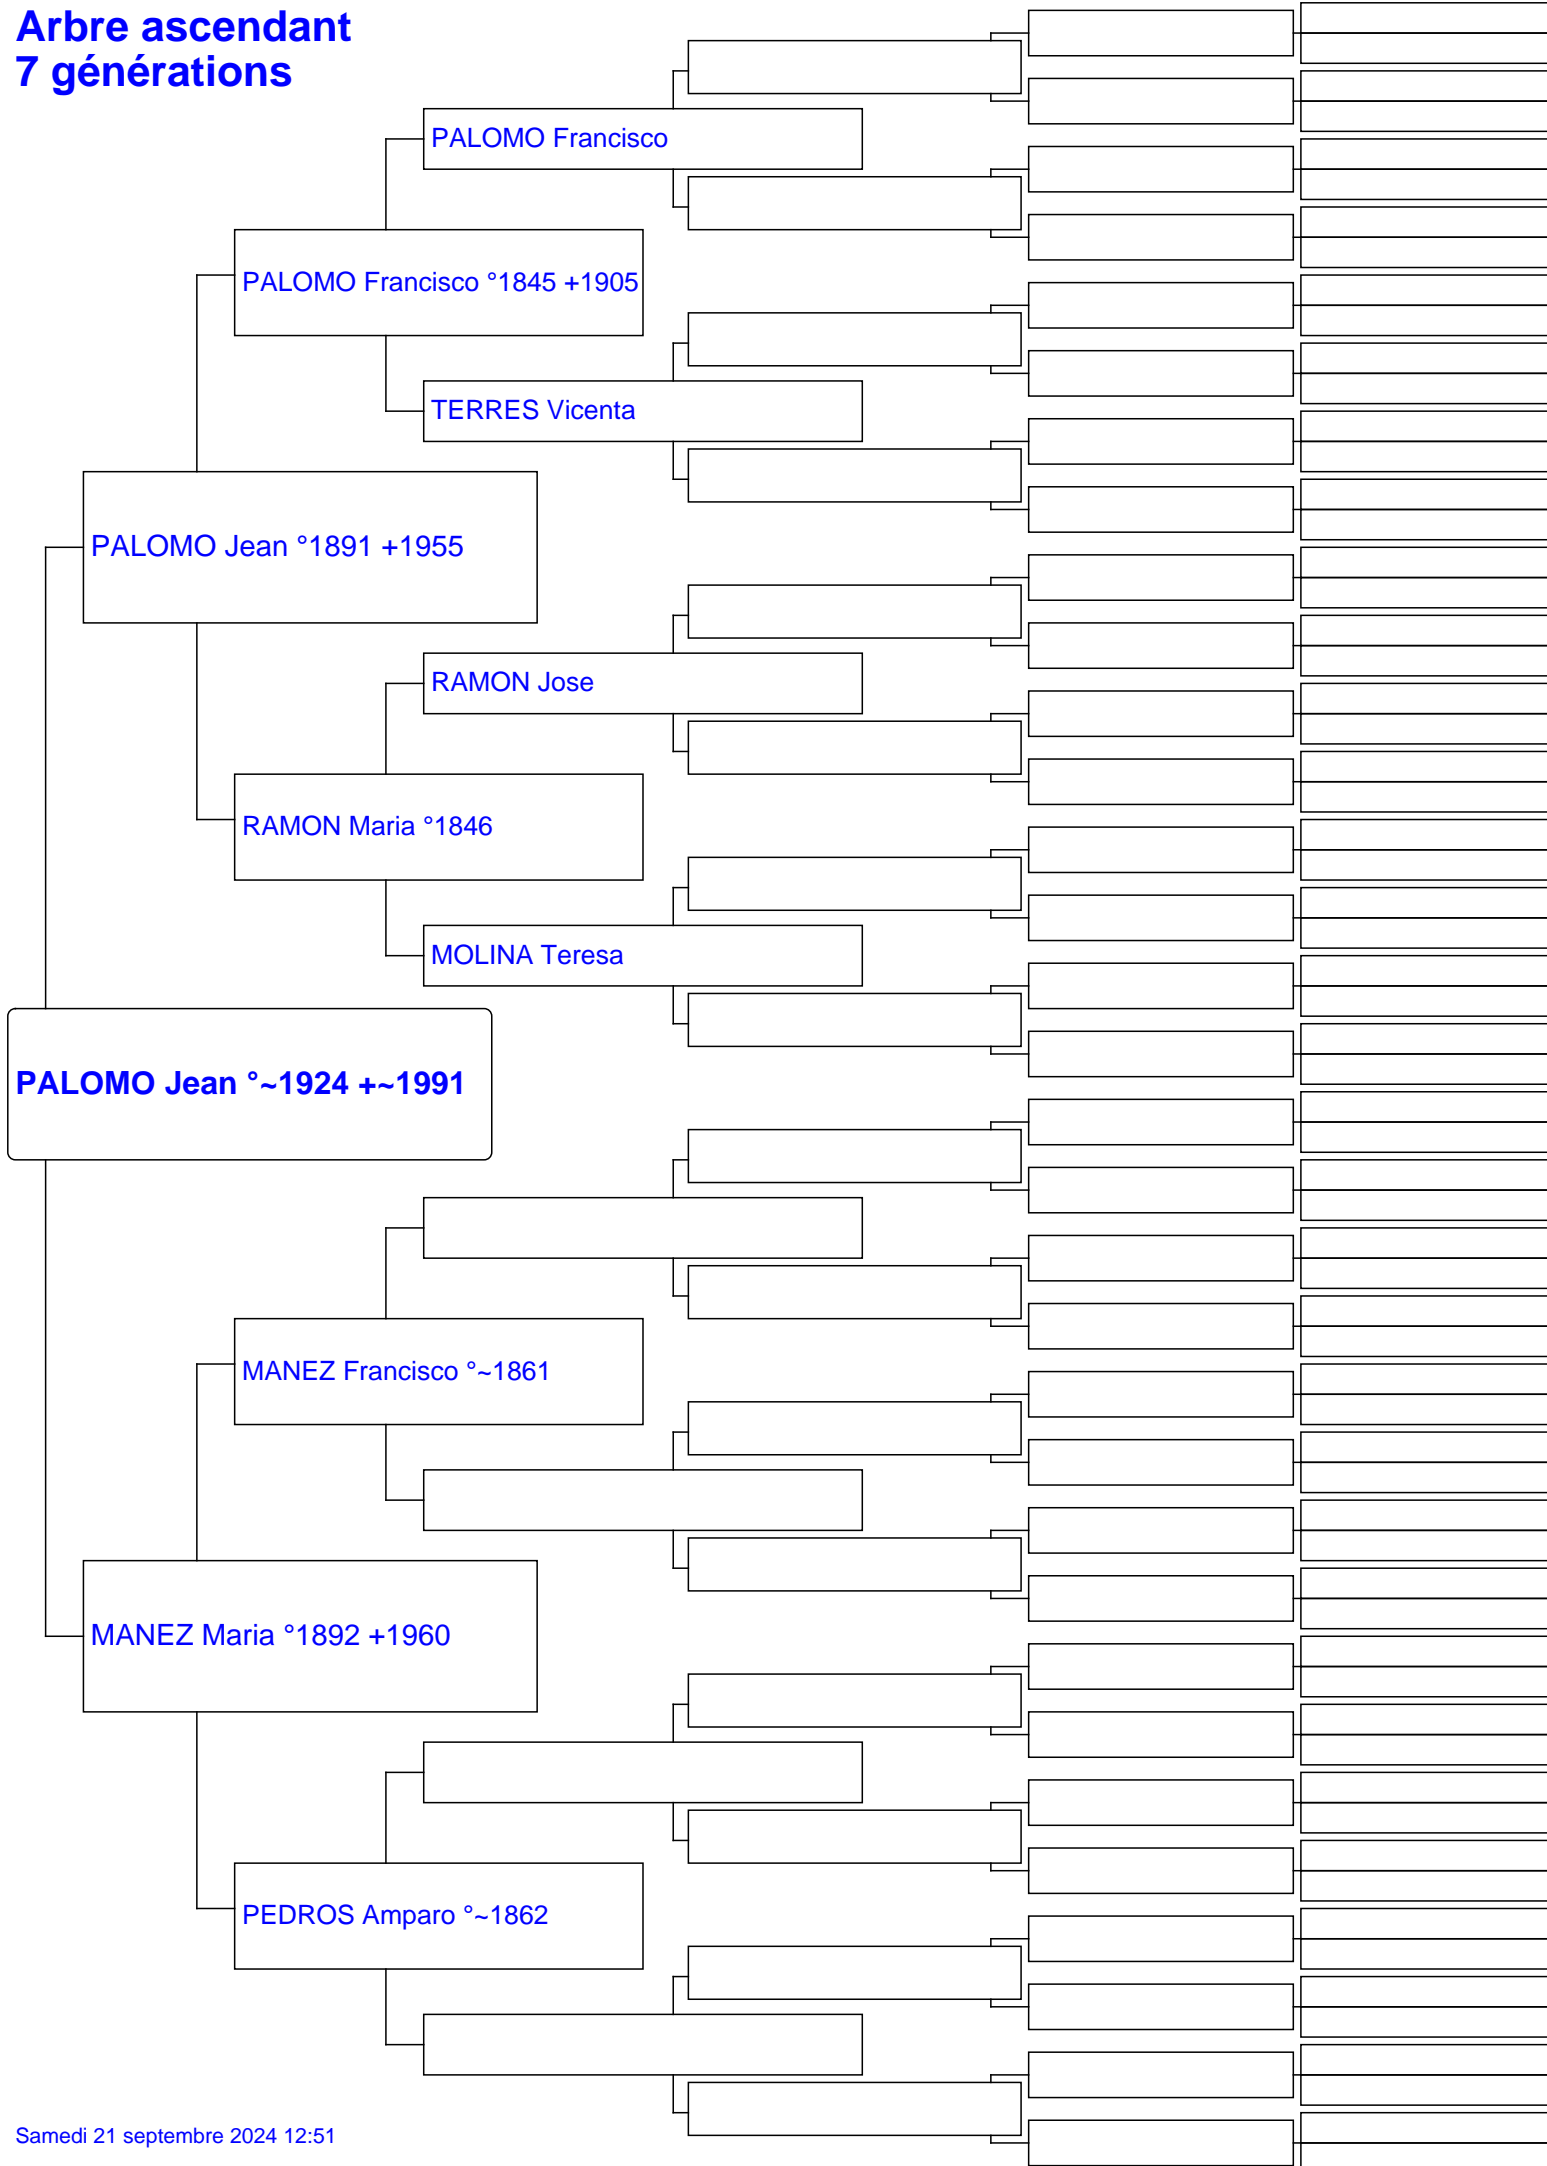 Arbre ascendant
7 générations
PALOMO Francisco
PALOMO Francisco °1845 +1905
TERRES Vicenta
PALOMO Jean °1891 +1955
RAMON Jose
RAMON Maria °1846
MOLINA Teresa
PALOMO Jean °~1924 +~1991
MANEZ Francisco °~1861
MANEZ Maria °1892 +1960
PEDROS Amparo °~1862
Samedi 21 septembre 2024 12:51